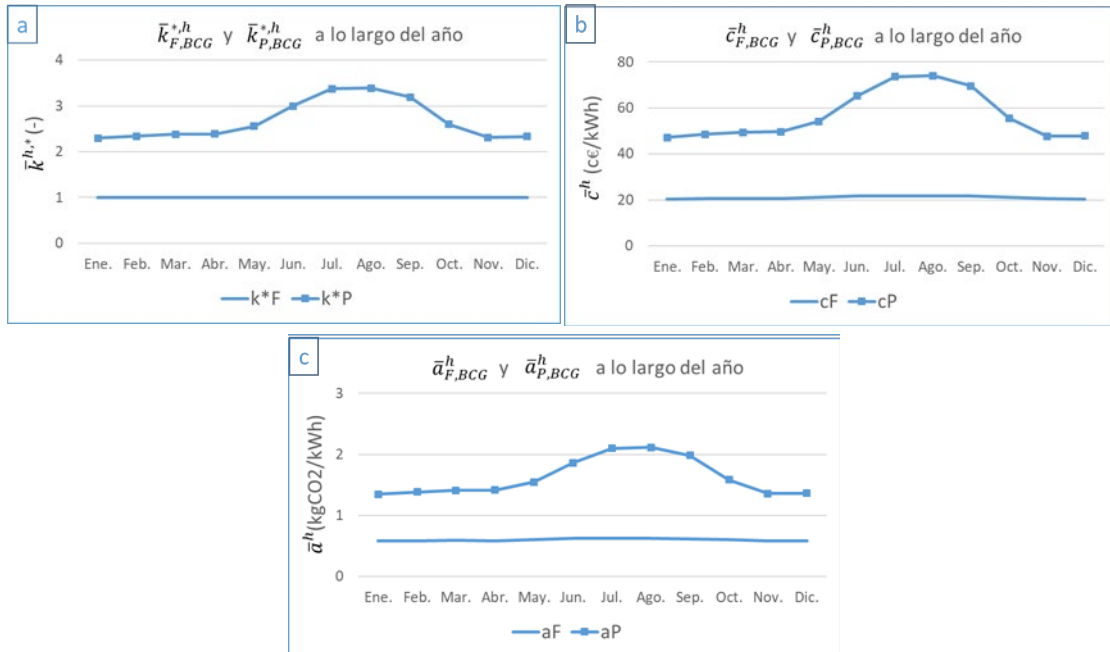 a
k̄*,h F,BCG y k̄*,h P,BCG a lo largo del año
k̄h,* (-)
4
3
2
1
0
Ene. Feb. Mar. Abr. May. Jun. Jul. Ago. Sep. Oct. Nov. Dic.
k*F k*P
b
c̄h F,BCG y c̄h P,BCG a lo largo del año
c̄h (c€/kWh)
80
60
40
20
0
Ene. Feb. Mar. Abr. May. Jun. Jul. Ago. Sep. Oct. Nov. Dic.
cF cP
c
āh F,BCG y āh P,BCG a lo largo del año
āh(kgCO2/kWh)
3
2
1
0
Ene. Feb. Mar. Abr. May. Jun. Jul. Ago. Sep. Oct. Nov. Dic.
aF aP